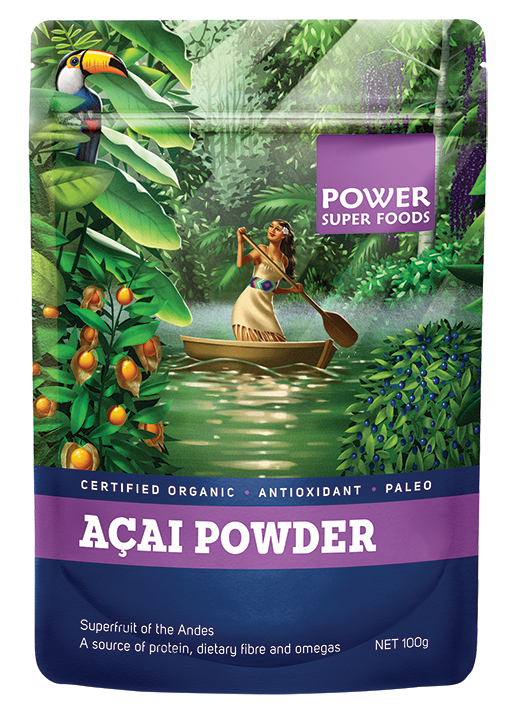 POWER
SUPER FOODS
CERTIFIED ORGANIC • ANTIOXIDANT • PALEO
AÇAI POWDER
Superfruit of the Andes
A source of protein, dietary fibre and omegas
NET 100g